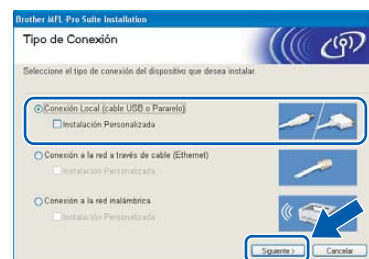 Brother MFL-Pro Suite Installation
Tipo de Conexión
Seleccione el tipo de conexión del dispositivo que desea instalar.
Conexión Local (cable USB o Pararelo)
Instalación Personalizada
Conexión a la red a través de cable (Ethernet)
Instalación Personalizada
Conexión a la red inalámbrica
Instalación Personalizada
Siguiente >
Cancelar